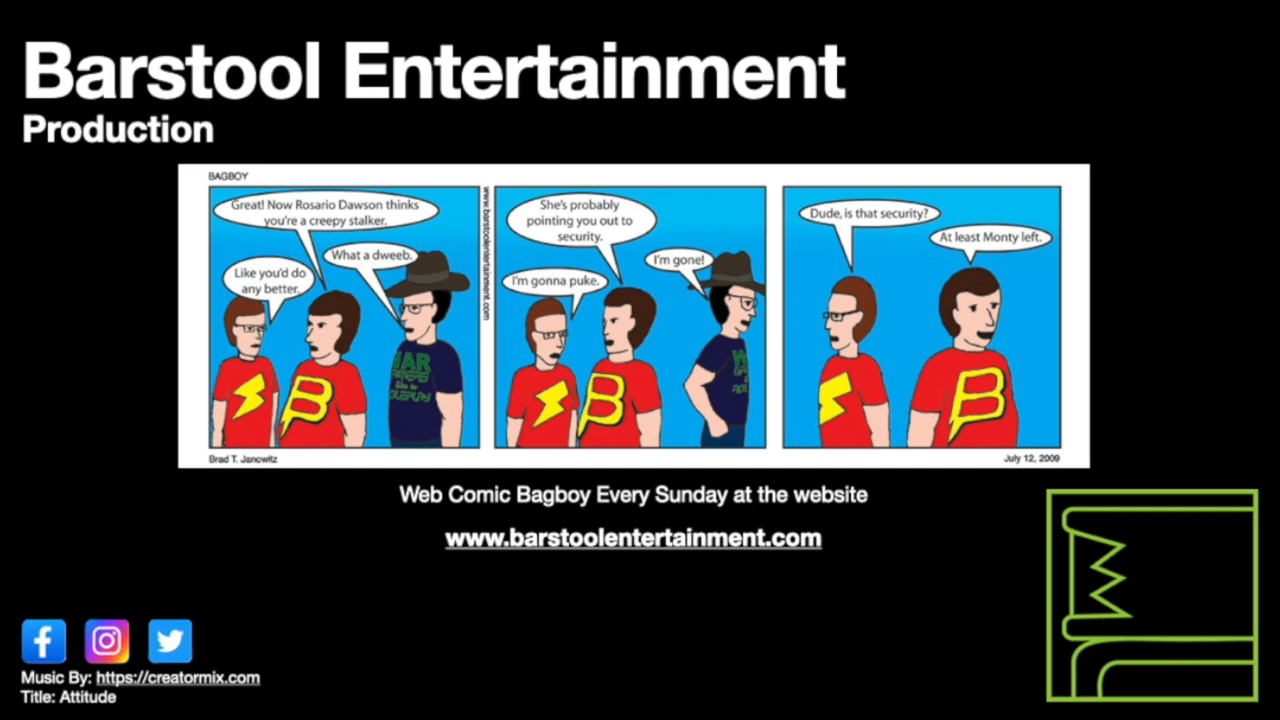 Barstool Entertainment
Production
BAGBOY
Great! Now Rosario Dawson thinks
you're a creepy stalker.
What a dweeb.
Like you'd do
any better.
www.barstoolentertainment.com
She's probably
pointing you out to
security.
I'm gone!
I'm gonna puke.
Dude, is that security?
At least Monty left.
Brad T. Janowitz
July 12, 2009
Web Comic Bagboy Every Sunday at the website
www.barstoolentertainment.com
Music By: https://creatormix.com
Title: Attitude